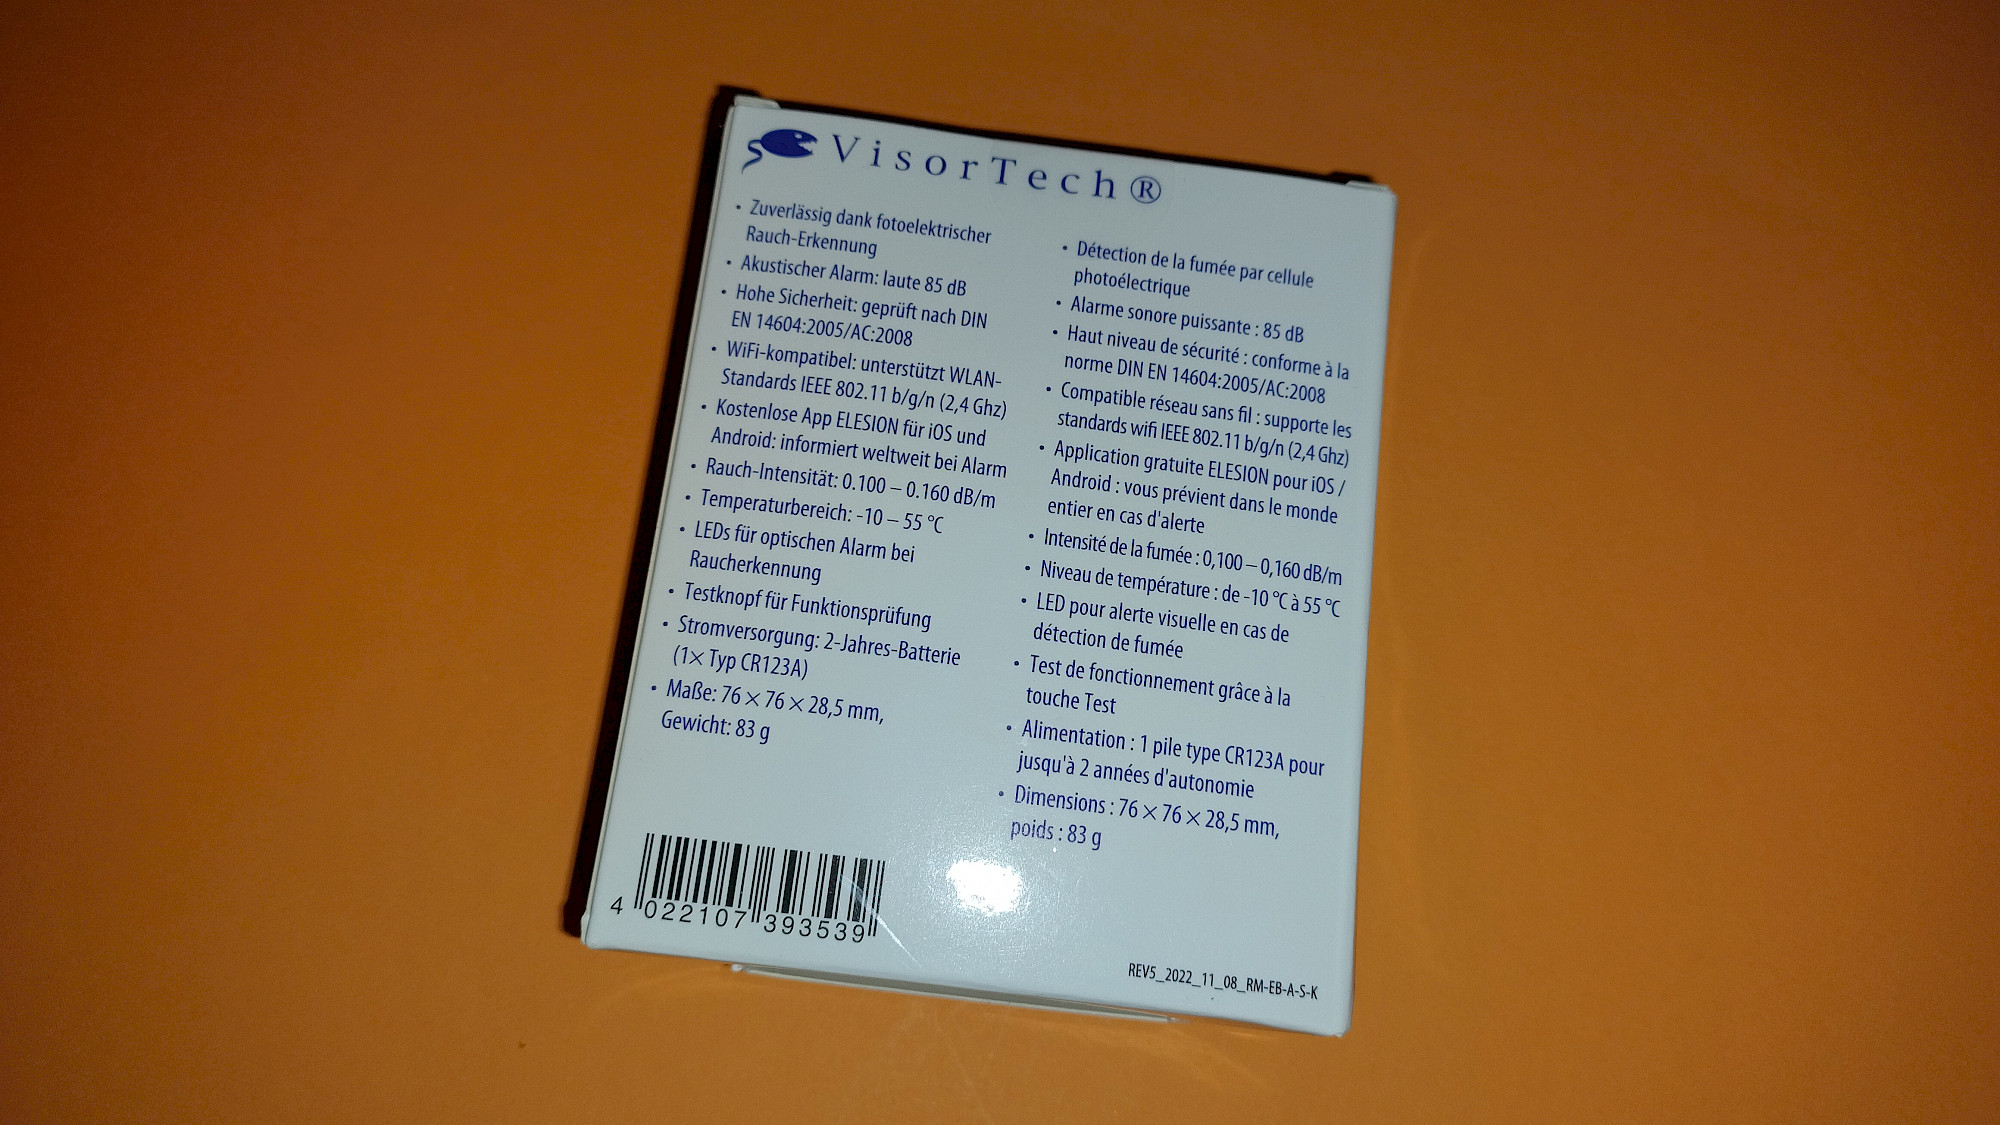 VisorTech®
• Zuverlässig dank fotoelektrischer
Rauch-Erkennung
• Akustischer Alarm: laute 85 dB
• Hohe Sicherheit: geprüft nach DIN
EN 14604:2005/AC:2008
• WiFi-kompatibel: unterstützt WLAN-
Standards IEEE 802.11 b/g/n (2,4 Ghz)
• Kostenlose App ELESION für iOS und
Android: informiert weltweit bei Alarm
• Rauch-Intensität: 0.100 – 0.160 dB/m
• Temperaturbereich: -10 – 55 °C
• LEDs für optischen Alarm bei
Raucherkennung
• Testknopf für Funktionsprüfung
• Stromversorgung: 2-Jahres-Batterie
(1× Typ CR123A)
• Maße: 76 × 76 × 28,5 mm,
Gewicht: 83 g
• Détection de la fumée par cellule
photoélectrique
• Alarme sonore puissante : 85 dB
• Haut niveau de sécurité : conforme à la
norme DIN EN 14604:2005/AC:2008
• Compatible réseau sans fil : supporte les
standards wifi IEEE 802.11 b/g/n (2,4 Ghz)
• Application gratuite ELESION pour iOS /
Android : vous prévient dans le monde
entier en cas d'alerte
• Intensité de la fumée : 0,100 – 0,160 dB/m
• Niveau de température : de -10 °C à 55 °C
• LED pour alerte visuelle en cas de
détection de fumée
• Test de fonctionnement grâce à la
touche Test
• Alimentation : 1 pile type CR123A pour
jusqu'à 2 années d'autonomie
• Dimensions : 76 × 76 × 28,5 mm,
poids : 83 g
4 022107 393539
REV5_2022_11_08_RM-EB-A-S-K